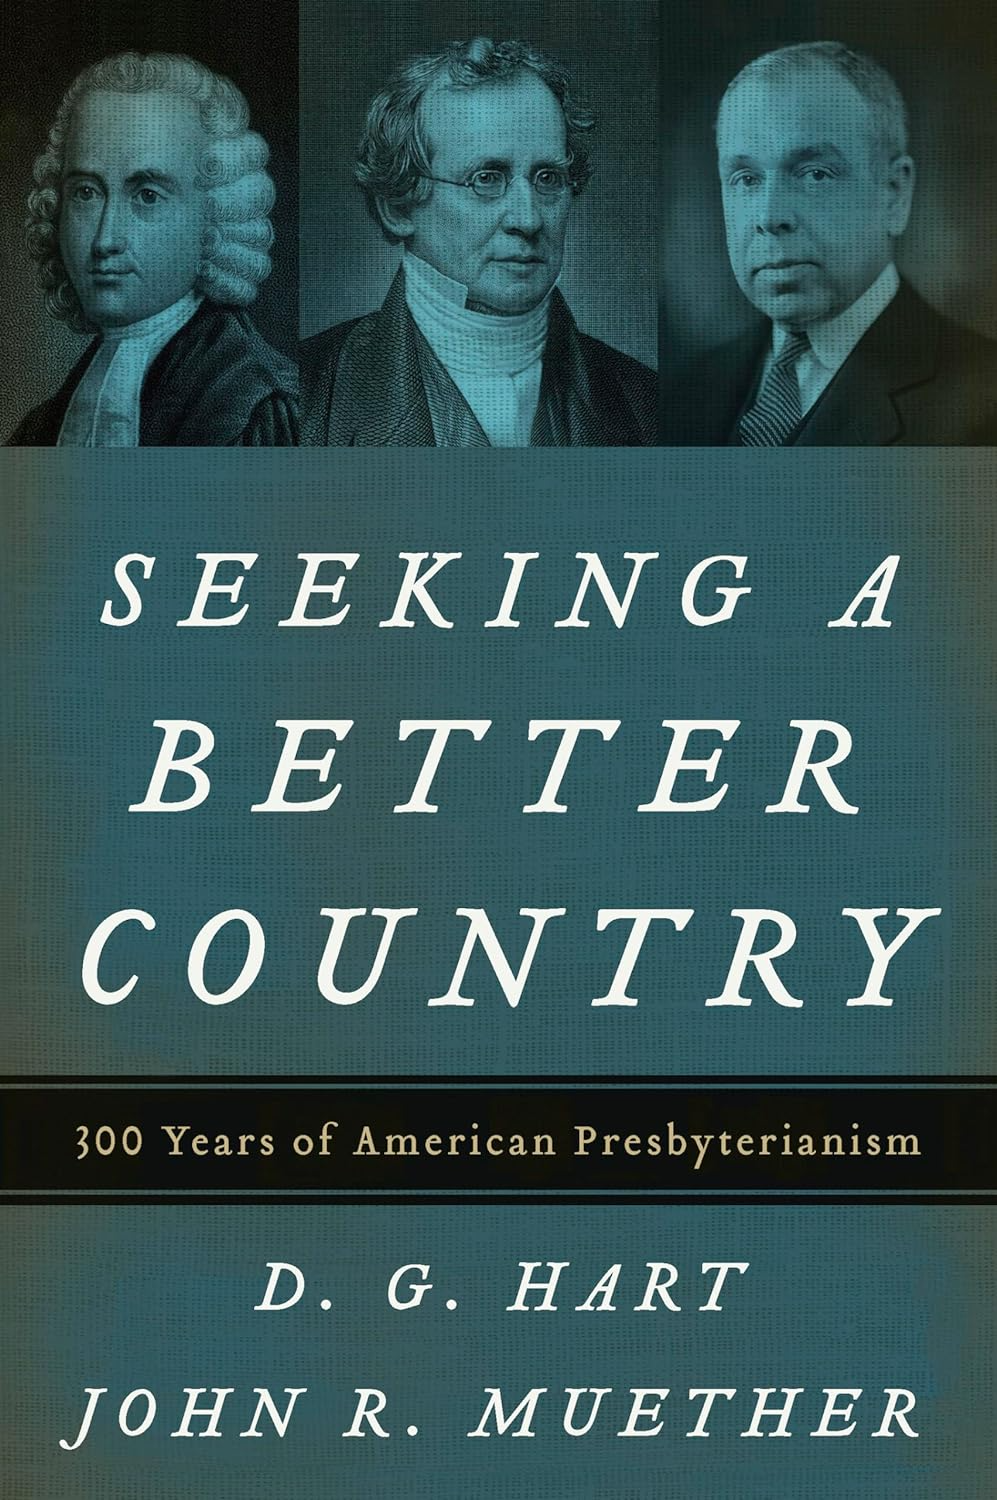 SEEKING A
BETTER
COUNTRY
300 Years of American Presbyterianism
D. G. HART
JOHN R. MUETHER